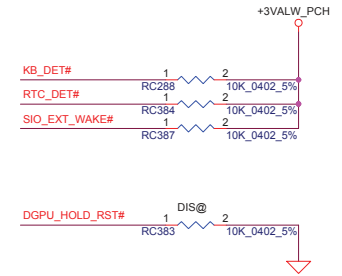 +3VALW_PCH
KB_DET# 1 2
RC288 10K_0402_5%
RTC_DET# 1 2
RC384 10K_0402_5%
SIO_EXT_WAKE# 1 2
RC387 10K_0402_5%
DIS@
DGPU_HOLD_RST# 1 2
RC383 10K_0402_5%